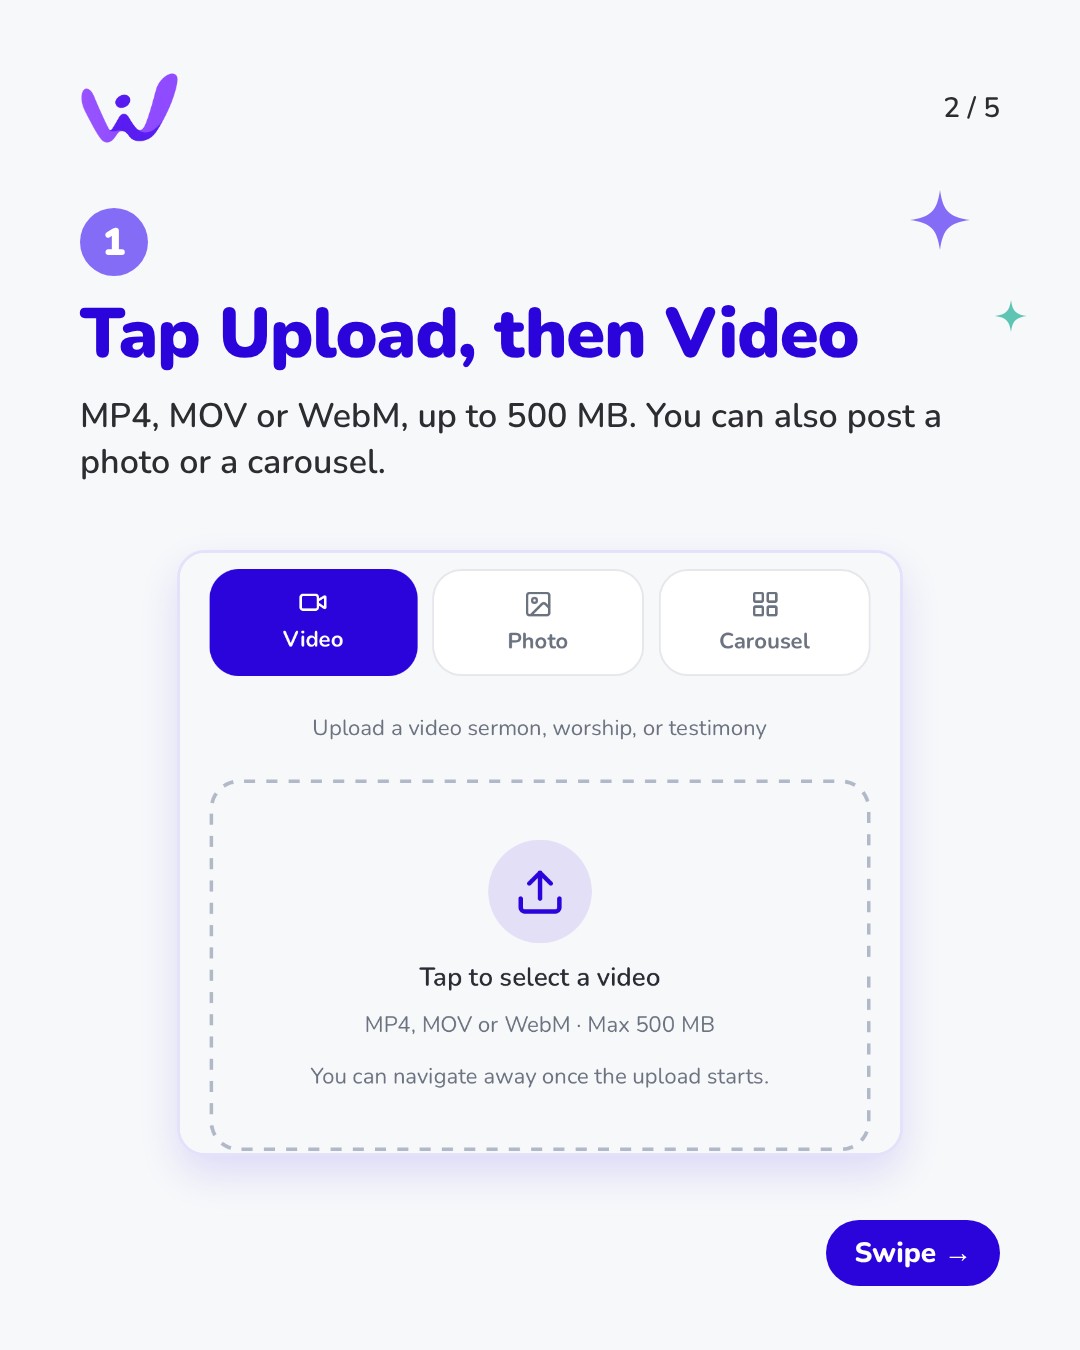 2 / 5
1
Tap Upload, then Video
MP4, MOV or WebM, up to 500 MB. You can also post a
photo or a carousel.
Video
Photo
Carousel
Upload a video sermon, worship, or testimony
Tap to select a video
MP4, MOV or WebM · Max 500 MB
You can navigate away once the upload starts.
Swipe →